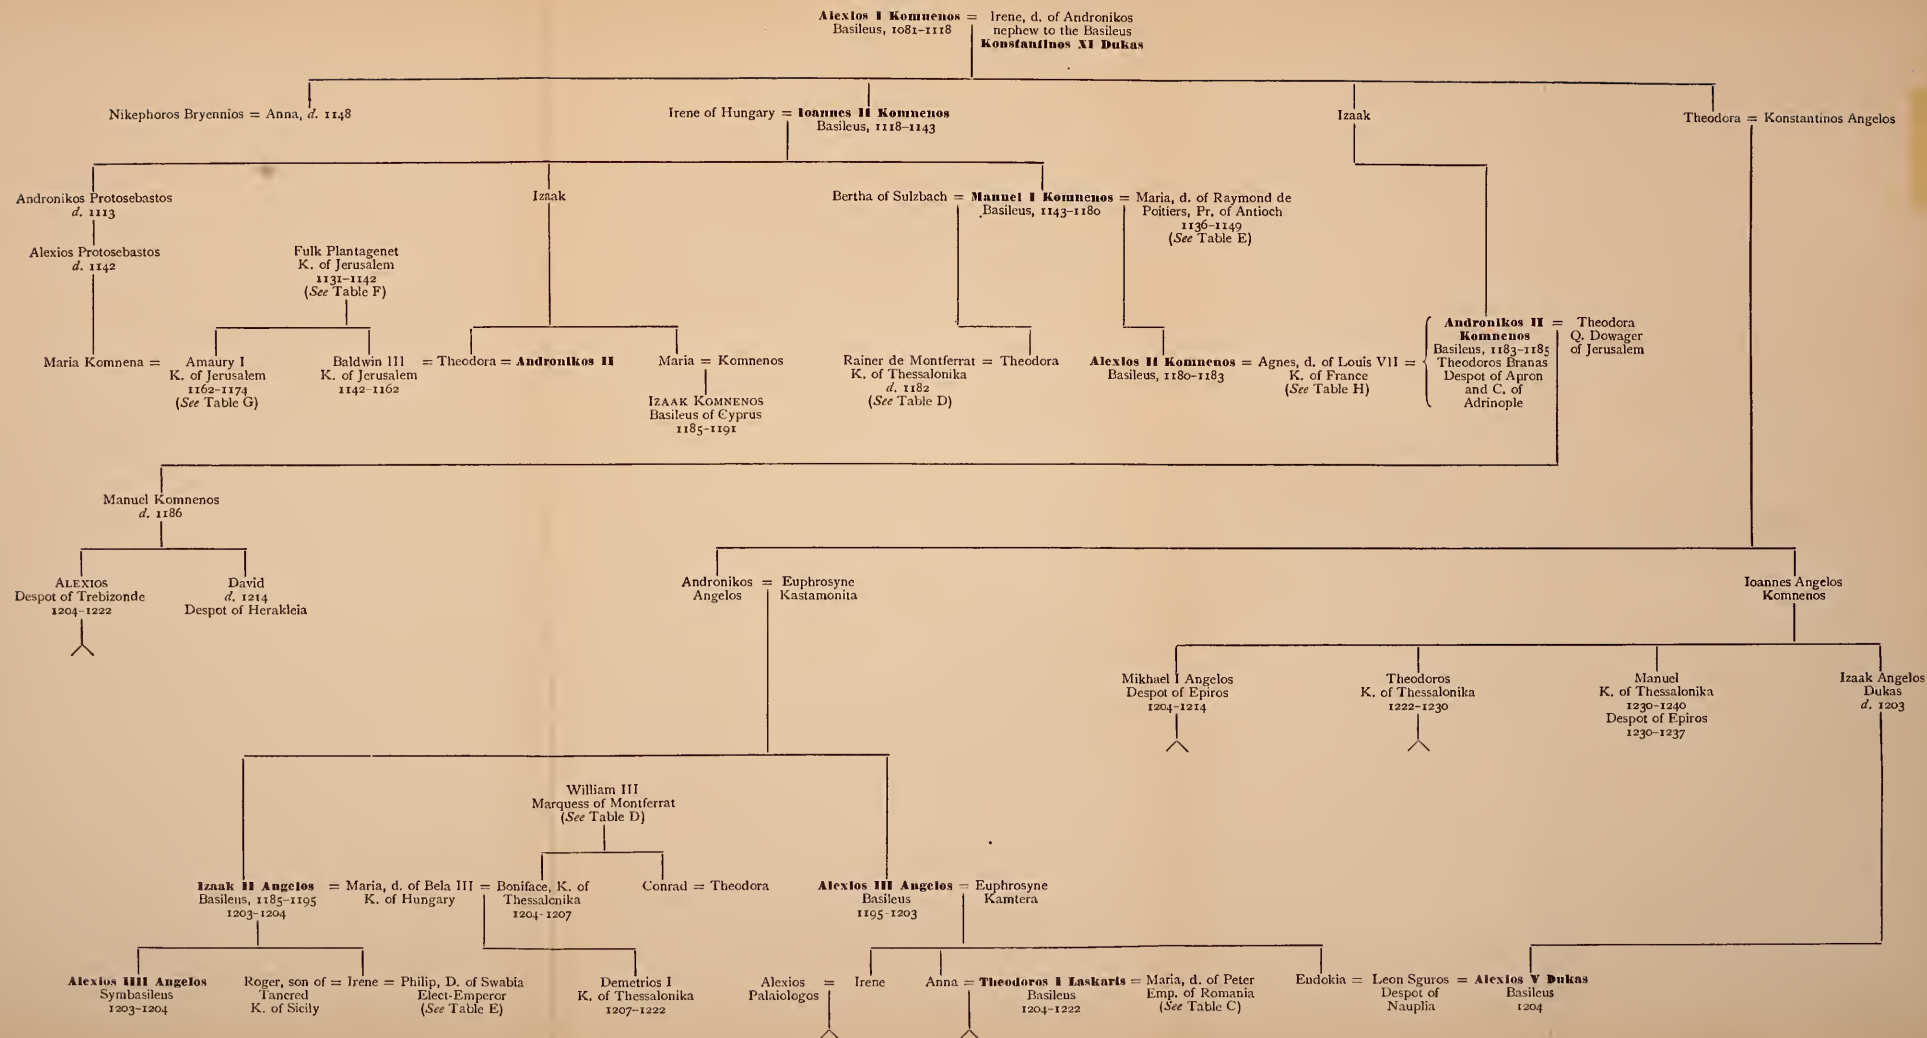 Alexios I Komnenos = Irene, d. of Andronikos
Basileus, 1081–1118 nephew to the Basileus
Konstantinos XI Dukas
Nikephoros Bryennios = Anna, d. 1148
Irene of Hungary = Ioannes II Komnenos
Basileus, 1118–1143
Izaak
Theodora = Konstantinos Angelos
Andronikos Protosebastos
d. 1113
Alexios Protosebastos
d. 1142
Izaak
Bertha of Sulzbach = Manuel I Komnenos = Maria, d. of Raymond de
Basileus, 1143–1180 Poitiers, Pr. of Antioch
1136–1149
(See Table E)
Fulk Plantagenet
K. of Jerusalem
1131–1142
(See Table F)
Maria Komnena = Amaury I
K. of Jerusalem
1162–1174
(See Table G)
Baldwin III = Theodora = Andronikos II
K. of Jerusalem
1142–1162
Maria = Komnenos
IZAAK KOMNENOS
Basileus of Cyprus
1185–1191
Rainer de Montferrat = Theodora
K. of Thessalonika
d. 1182
(See Table D)
Alexios II Komnenos = Agnes, d. of Louis VII =
Basileus, 1180–1183 K. of France
(See Table H)
Andronikos II = Theodora
Komnenos Q. Dowager
Basileus, 1183–1185 of Jerusalem
Theodoros Branas
Despot of Apron
and C. of
Adrinople
Manuel Komnenos
d. 1186
ALEXIOS
Despot of Trebizonde
1204–1222
David
d. 1214
Despot of Herakleia
Andronikos = Euphrosyne
Angelos Kastamonita
Ioannes Angelos
Komnenos
Mikhael I Angelos
Despot of Epiros
1204–1214
Theodoros
K. of Thessalonika
1222–1230
Manuel
K. of Thessalonika
1230–1240
Despot of Epiros
1230–1237
Izaak Angelos
Dukas
d. 1203
William III
Marquess of Montferrat
(See Table D)
Izaak II Angelos = Maria, d. of Bela III = Boniface, K. of
Basileus, 1185–1195 K. of Hungary Thessalonika
1203–1204 1204–1207
Conrad = Theodora
Alexios III Angelos = Euphrosyne
Basileus Kamtera
1195–1203
Alexios IIII Angelos
Symbasileus
1203–1204
Roger, son of = Irene = Philip, D. of Swabia
Tancred Elect-Emperor
K. of Sicily (See Table E)
Demetrios I
K. of Thessalonika
1207–1222
Alexios = Irene
Palaiologos
Anna = Theodoros I Laskaris = Maria, d. of Peter
Basileus Emp. of Romania
1204–1222 (See Table C)
Eudokia = Leon Sguros = Alexios V Dukas
Despot of Basileus
Nauplia 1204